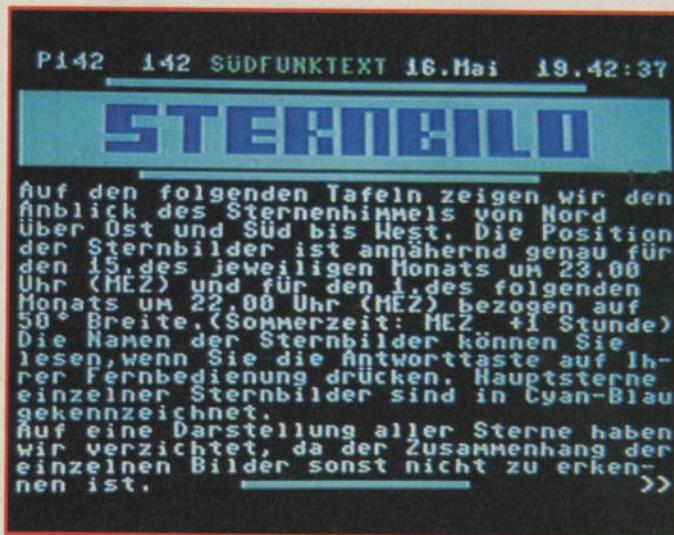 P142 142 SÜDFUNKTEXT 16.Mai 19.42:37
STERNBILD
Auf den folgenden Tafeln zeigen wir den
Anblick des Sternenhimmels von Nord
über Ost und Süd bis West. Die Position
der Sternbilder ist annähernd genau für
den 15.des jeweiligen Monats um 23.00
Uhr (MEZ) und für den 1.des folgenden
Monats um 22.00 Uhr (MEZ) bezogen auf
50° Breite.(Sommerzeit: MEZ +1 Stunde)
Die Namen der Sternbilder können Sie
lesen,wenn Sie die Antworttaste auf Ih-
rer Fernbedienung drücken. Hauptsterne
einzelner Sternbilder sind in Cyan-Blau
gekennzeichnet.
Auf eine Darstellung aller Sterne haben
wir verzichtet, da der Zusammenhang der
einzelnen Bilder sonst nicht zu erken-
nen ist. >>